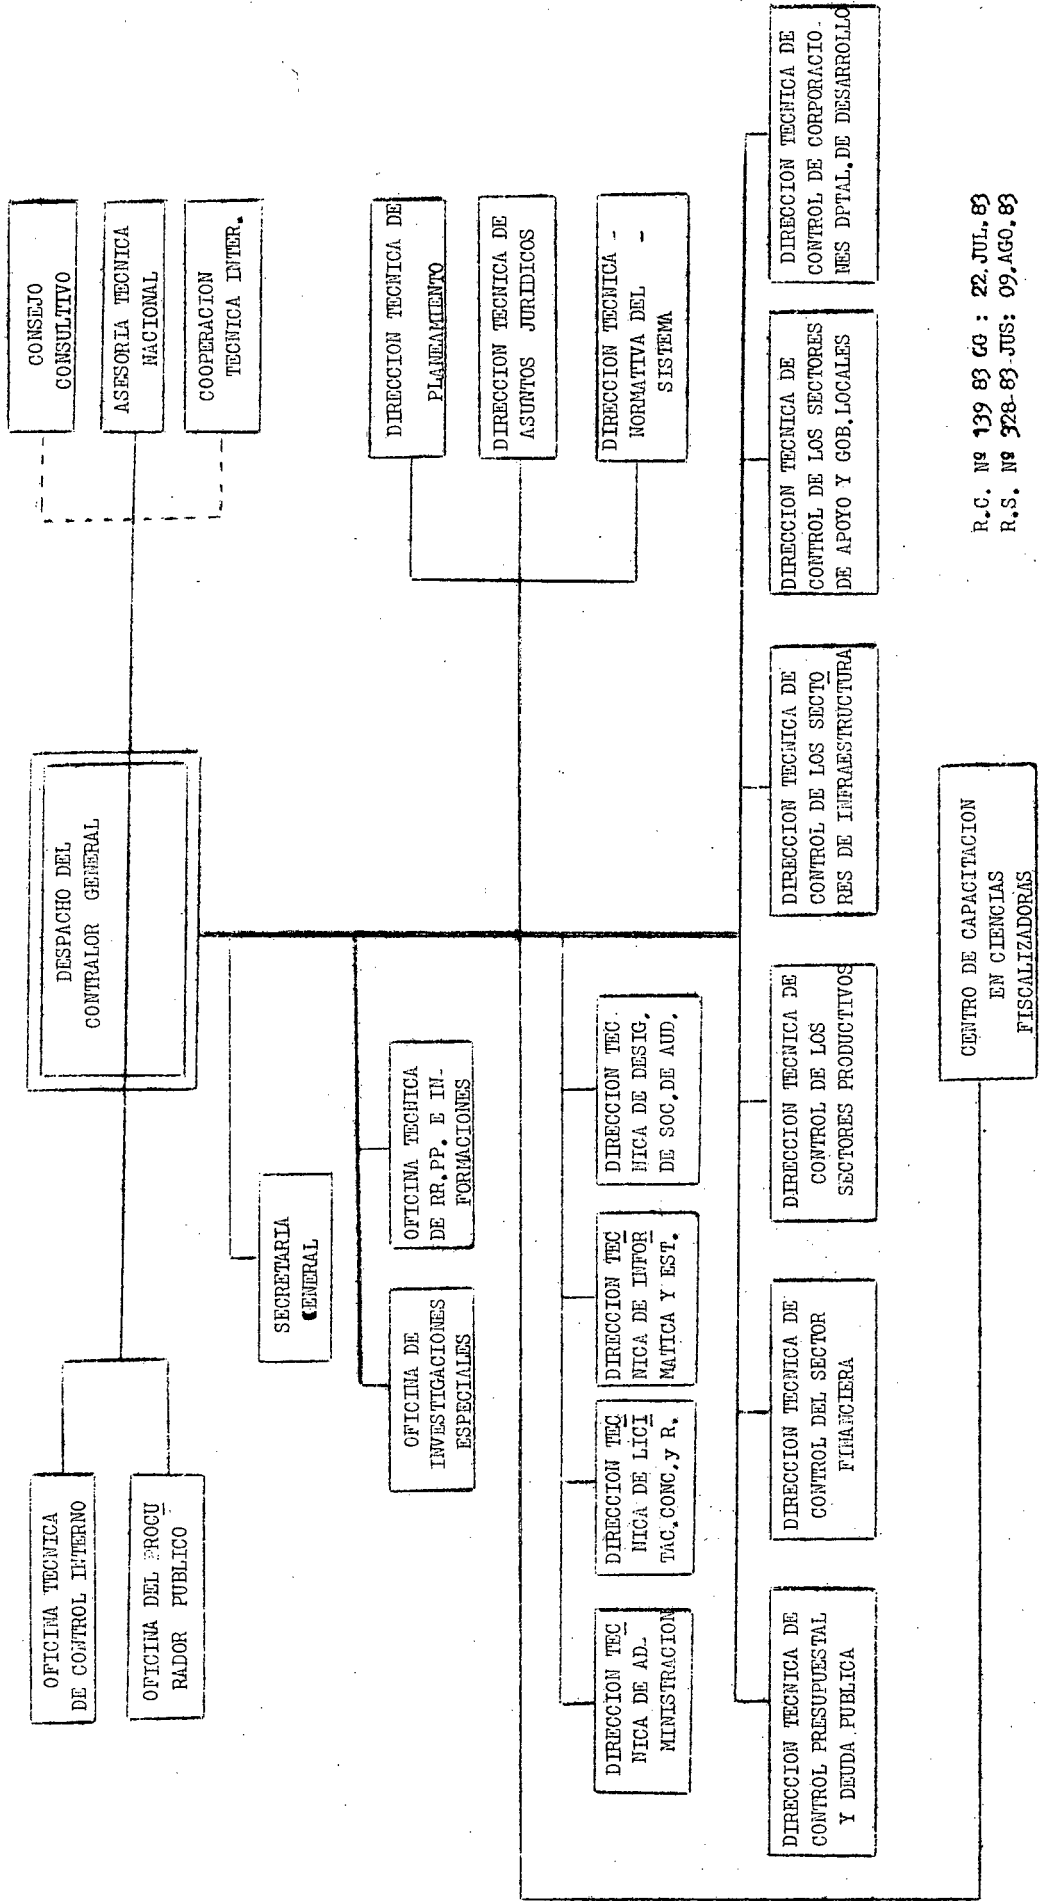 OFICINA TECNICA
DE CONTROL INTERNO
OFICINA DEL PROCU
RADOR PUBLICO
DESPACHO DEL
CONTRALOR GENERAL
CONSEJO
CONSULTIVO
ASESORIA TECNICA
NACIONAL
COOPERACION
TECNICA INTER.
SECRETARIA
GENERAL
OFICINA DE
INVESTIGACIONES
ESPECIALES
OFICINA TECNICA
DE RR.PP. E IN-
FORMACIONES
DIRECCION TECNICA DE
PLANEAMIENTO
DIRECCION TECNICA DE
ASUNTOS JURIDICOS
DIRECCION TECNICA -
NORMATIVA DEL -
SISTEMA
DIRECCION TEC
NICA DE AD-
MINISTRACION
DIRECCION TEC
NICA DE LICI
TAC.CONC.y R.
DIRECCION TEC
NICA DE INFOR
MATICA Y EST.
DIRECCION TEC.
NICA DE DESIG.
DE SOC.DE AUD.
DIRECCION TECNICA DE
CONTROL PRESUPUESTAL
Y DEUDA PUBLICA
DIRECCION TECNICA DE
CONTROL DEL SECTOR
FINANCIERA
DIRECCION TECNICA DE
CONTROL DE LOS
SECTORES PRODUCTIVOS
DIRECCION TECNICA DE
CONTROL DE LOS SECTO
RES DE INFRAESTRUCTURA
DIRECCION TECNICA DE
CONTROL DE LOS SECTORES
DE APOYO Y GOB.LOCALES
DIRECCION TECNICA DE
CONTROL DE CORPORACIO-
NES DPTAL.DE DESARROLLO
CENTRO DE CAPACITACION
EN CIENCIAS
FISCALIZADORAS
R.C. Nº 139 83 CG : 22.JUL.83
R.S. Nº 328-83-JUS: 09.AGO.83